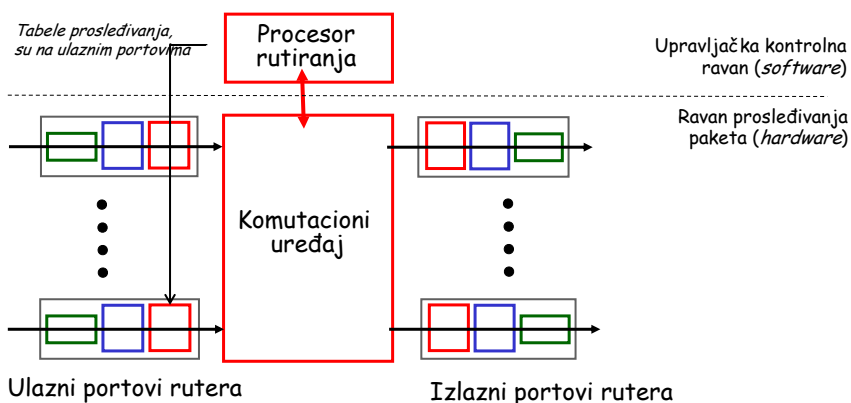 Tabele prosleđivanja,
su na ulaznim portovima
Procesor
rutiranja
Upravljačka kontrolna
ravan (software)
Ravan prosleđivanja
paketa (hardware)
Komutacioni
uređaj
Ulazni portovi rutera
Izlazni portovi rutera